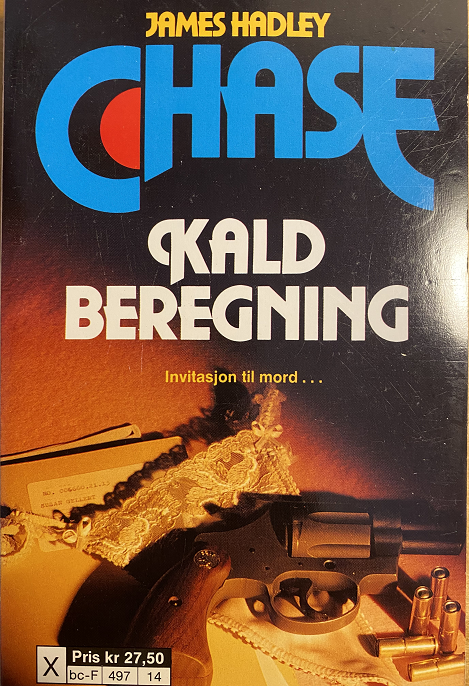 JAMES HADLEY
CHASE
KALD
BEREGNING
Invitasjon til mord...
X
Pris kr 27,50
bc-F 497 14